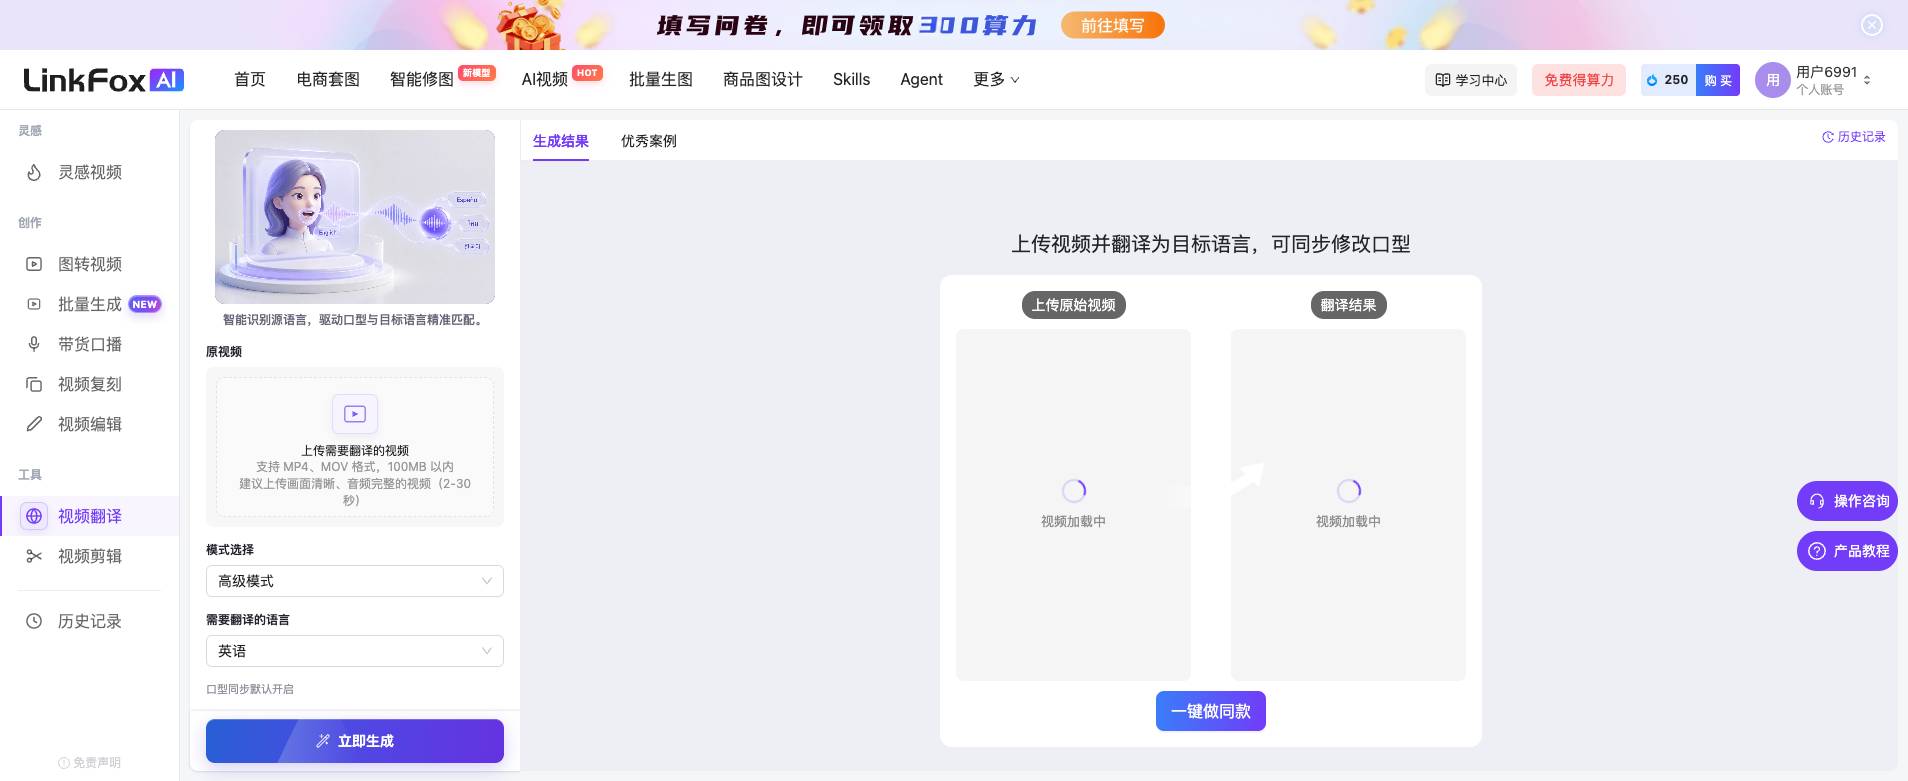 填写问卷，即可领取300算力
前往填写
LinkFox AI
首页
电商套图
智能修图
新模型
AI视频
HOT
批量生图
商品图设计
Skills
Agent
更多
学习中心
免费得算力
250
购 买
用
用户6991
个人账号
灵感
灵感视频
创作
图转视频
批量生成
NEW
带货口播
视频复刻
视频编辑
工具
视频翻译
视频剪辑
历史记录
免责声明
English
Español
ไทย
한국어
智能识别源语言，驱动口型与目标语言精准匹配。
原视频
上传需要翻译的视频
支持 MP4、MOV 格式，100MB 以内
建议上传画面清晰、音频完整的视频（2-30
秒）
模式选择
高级模式
需要翻译的语言
英语
口型同步默认开启
立即生成
生成结果
优秀案例
历史记录
上传视频并翻译为目标语言，可同步修改口型
上传原始视频
翻译结果
视频加载中
视频加载中
一键做同款
操作咨询
产品教程